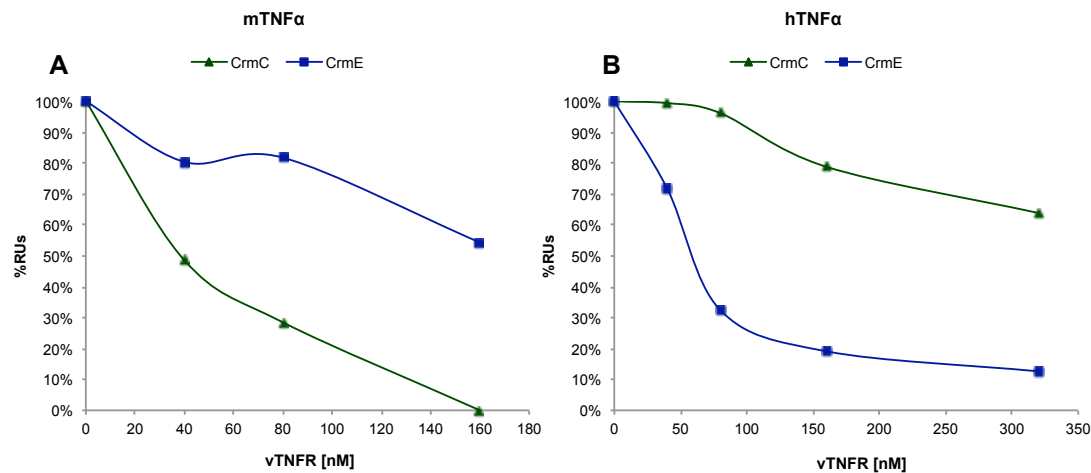 mTNFα
hTNFα
A
CrmC
CrmE
100%
90%
80%
70%
60%
50%
40%
30%
20%
10%
0%
%RUs
0 20 40 60 80 100 120 140 160 180
vTNFR [nM]
B
CrmC
CrmE
100%
90%
80%
70%
60%
50%
40%
30%
20%
10%
0%
%RUs
0 50 100 150 200 250 300 350
vTNFR [nM]